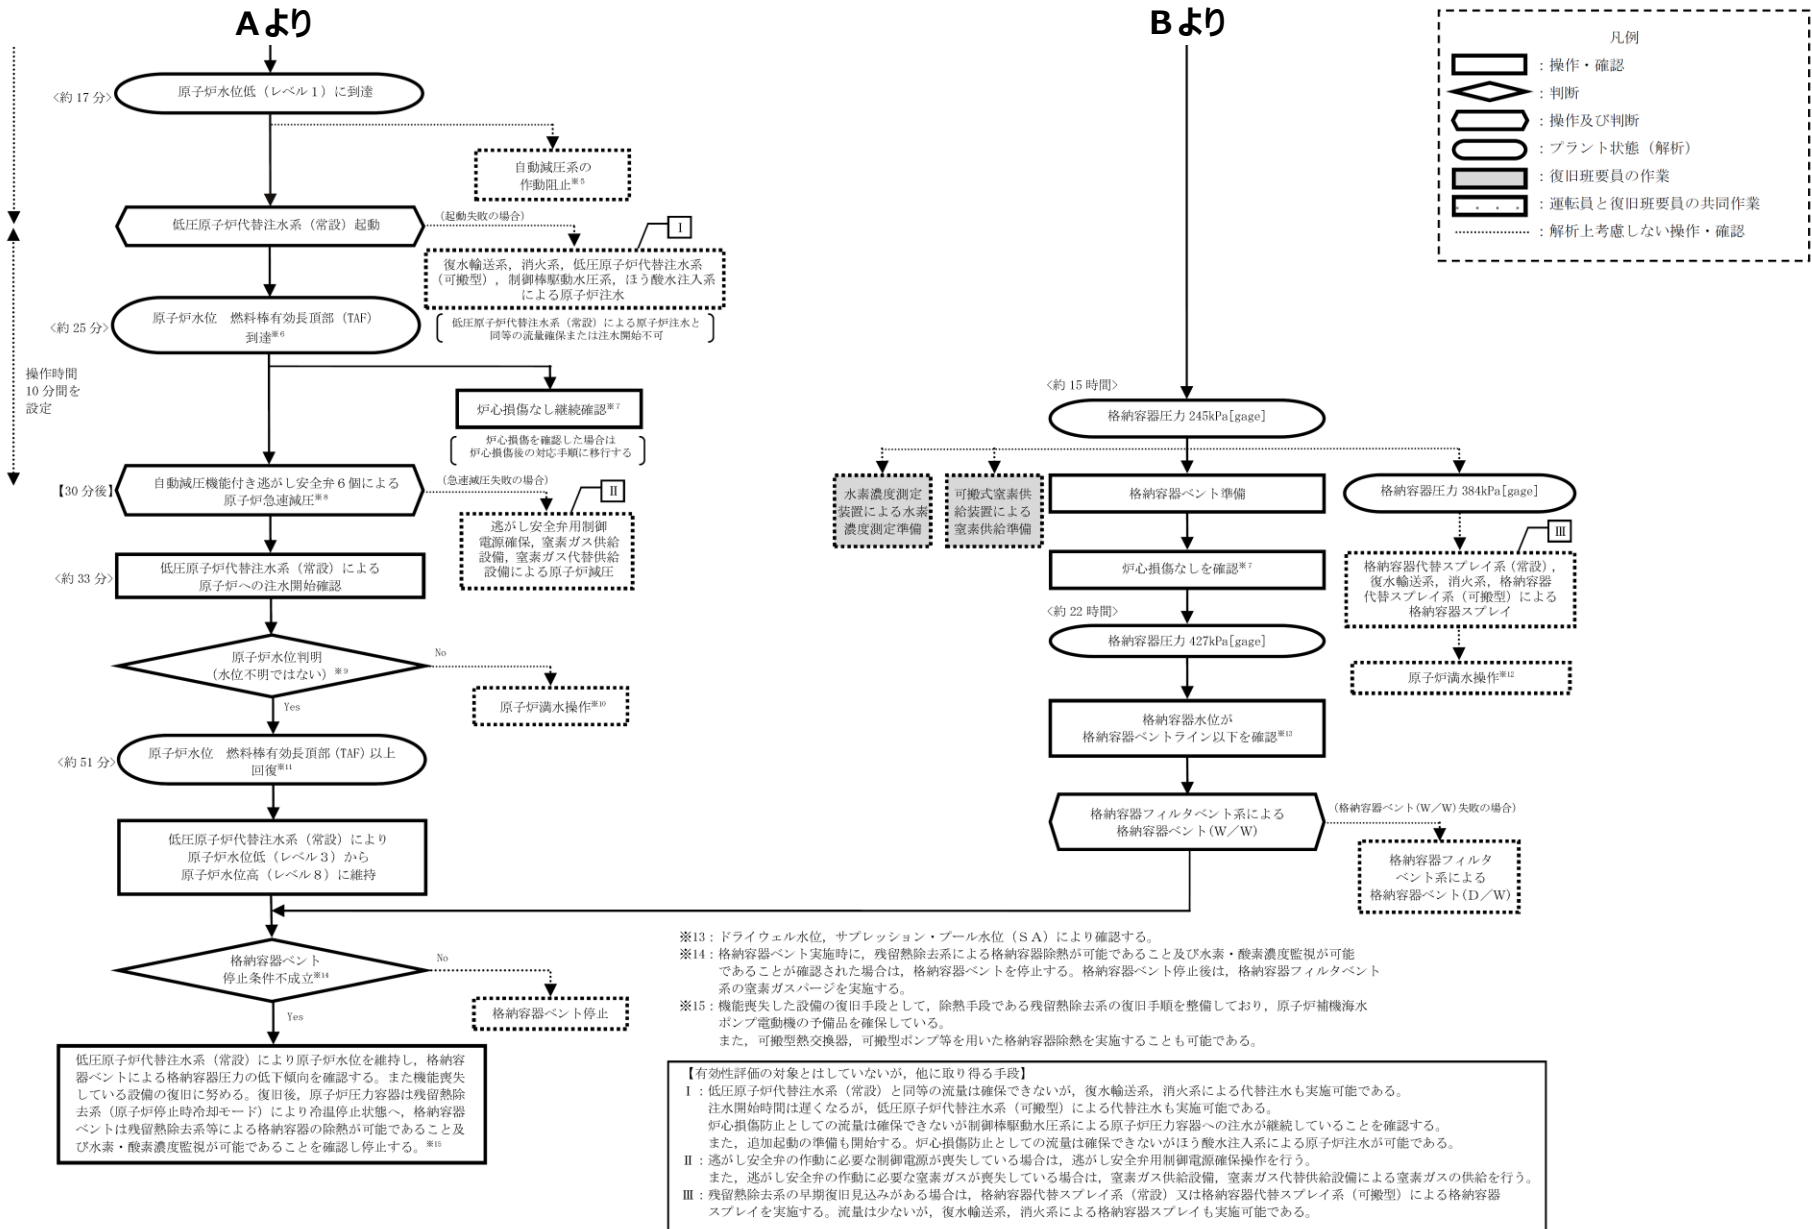 Aより
Bより
凡例
：操作・確認
：判断
：操作及び判断
：プラント状態（解析）
：復旧班要員の作業
：運転員と復旧班要員の共同作業
：解析上考慮しない操作・確認
<約 17 分>
原子炉水位低（レベル１）に到達
自動減圧系の
作動阻止※５
低圧原子炉代替注水系（常設）起動
（起動失敗の場合）
Ⅰ
復水輸送系，消火系，低圧原子炉代替注水系
（可搬型），制御棒駆動水圧系，ほう酸水注入系
による原子炉注水
低圧原子炉代替注水系（常設）による原子炉注水と
同等の流量確保または注水開始不可
<約 25 分>
原子炉水位　燃料棒有効長頂部（TAF）
到達※６
操作時間
10 分間を
設定
炉心損傷なし継続確認※７
炉心損傷を確認した場合は
炉心損傷後の対応手順に移行する
【30 分後】
自動減圧機能付き逃がし安全弁６個による
原子炉急速減圧※８
（急速減圧失敗の場合）
Ⅱ
逃がし安全弁用制御
電源確保，窒素ガス供給
設備，窒素ガス代替供給
設備による原子炉減圧
<約 33 分>
低圧原子炉代替注水系（常設）による
原子炉への注水開始確認
原子炉水位判明
（水位不明ではない）※９
No
Yes
原子炉満水操作※10
<約 51 分>
原子炉水位　燃料棒有効長頂部（TAF）以上
回復※11
低圧原子炉代替注水系（常設）により
原子炉水位低（レベル３）から
原子炉水位高（レベル８）に維持
格納容器ベント
停止条件不成立※14
No
Yes
格納容器ベント停止
低圧原子炉代替注水系（常設）により原子炉水位を維持し，格納容
器ベントによる格納容器圧力の低下傾向を確認する。また機能喪失
している設備の復旧に努める。復旧後，原子炉圧力容器は残留熱除
去系（原子炉停止時冷却モード）により冷温停止状態へ，格納容器
ベントは残留熱除去系等による格納容器の除熱が可能であること及
び水素・酸素濃度監視が可能であることを確認し停止する。※15
<約 15 時間>
格納容器圧力 245kPa[gage]
水素濃度測定
装置による水素
濃度測定準備
可搬式窒素供
給装置による
窒素供給準備
格納容器ベント準備
格納容器圧力 384kPa[gage]
Ⅲ
炉心損傷なしを確認※７
格納容器代替スプレイ系（常設），
復水輸送系，消火系，格納容器
代替スプレイ系（可搬型）による
格納容器スプレイ
<約 22 時間>
格納容器圧力 427kPa[gage]
原子炉満水操作※12
格納容器水位が
格納容器ベントライン以下を確認※13
格納容器フィルタベント系による
格納容器ベント(Ｗ／Ｗ)
（格納容器ベント(Ｗ／Ｗ)失敗の場合）
格納容器フィルタ
ベント系による
格納容器ベント(Ｄ／Ｗ)
※13：ドライウェル水位，サプレッション・プール水位（ＳＡ）により確認する。
※14：格納容器ベント実施時に，残留熱除去系による格納容器除熱が可能であること及び水素・酸素濃度監視が可能
であることが確認された場合は，格納容器ベントを停止する。格納容器ベント停止後は，格納容器フィルタベント
系の窒素ガスパージを実施する。
※15：機能喪失した設備の復旧手段として，除熱手段である残留熱除去系の復旧手順を整備しており，原子炉補機海水
ポンプ電動機の予備品を確保している。
また，可搬型熱交換器，可搬型ポンプ等を用いた格納容器除熱を実施することも可能である。
【有効性評価の対象とはしていないが，他に取り得る手段】
Ⅰ：低圧原子炉代替注水系（常設）と同等の流量は確保できないが，復水輸送系，消火系による代替注水も実施可能である。
注水開始時間は遅くなるが，低圧原子炉代替注水系（可搬型）による代替注水も実施可能である。
炉心損傷防止としての流量は確保できないが制御棒駆動水圧系による原子炉圧力容器への注水が継続していることを確認する。
また，追加起動の準備も開始する。炉心損傷防止としての流量は確保できないがほう酸水注入系による原子炉注水が可能である。
Ⅱ：逃がし安全弁の作動に必要な制御電源が喪失している場合は，逃がし安全弁用制御電源確保操作を行う。
また，逃がし安全弁の作動に必要な窒素ガスが喪失している場合は，窒素ガス供給設備，窒素ガス代替供給設備による窒素ガスの供給を行う。
Ⅲ：残留熱除去系の早期復旧見込みがある場合は，格納容器代替スプレイ系（常設）又は格納容器代替スプレイ系（可搬型）による格納容器
スプレイを実施する。流量は少ないが，復水輸送系，消火系による格納容器スプレイも実施可能である。